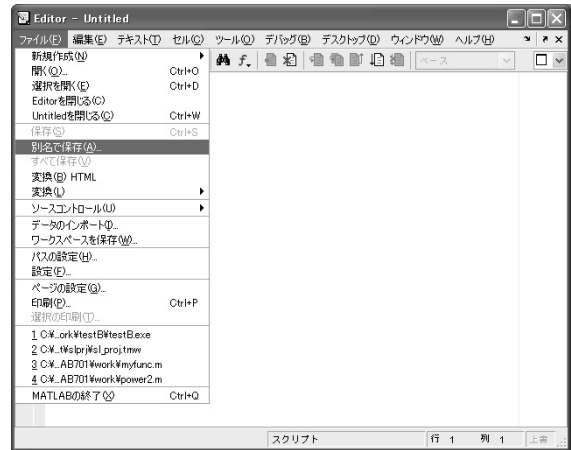 Editor - Untitled
ファイル(F) 編集(E) テキスト(T) セル(C) ツール(O) デバッグ(B) デスクトップ(D) ウィンドウ(W) ヘルプ(H)
新規作成(N)
開く(O)... Ctrl+O
選択を開く(E) Ctrl+D
Editorを閉じる(C)
Untitledを閉じる(C) Ctrl+W
保存(S) Ctrl+S
別名で保存(A)...
すべて保存(V)
変換(B) HTML
変換(L)
ソースコントロール(U)
データのインポート(I)...
ワークスペースを保存(W)...
パスの設定(H)...
設定(F)...
ページの設定(G)...
印刷(P)... Ctrl+P
選択の印刷(T)...
1 C:¥...ork¥testB¥testB.exe
2 C:¥...t¥slprj¥sl_proj.tmw
3 C:¥...AB701¥work¥myfunc.m
4 C:¥...AB701¥work¥power2.m
MATLABの終了(X) Ctrl+Q
ベース
スクリプト
行 1 列 1 上書